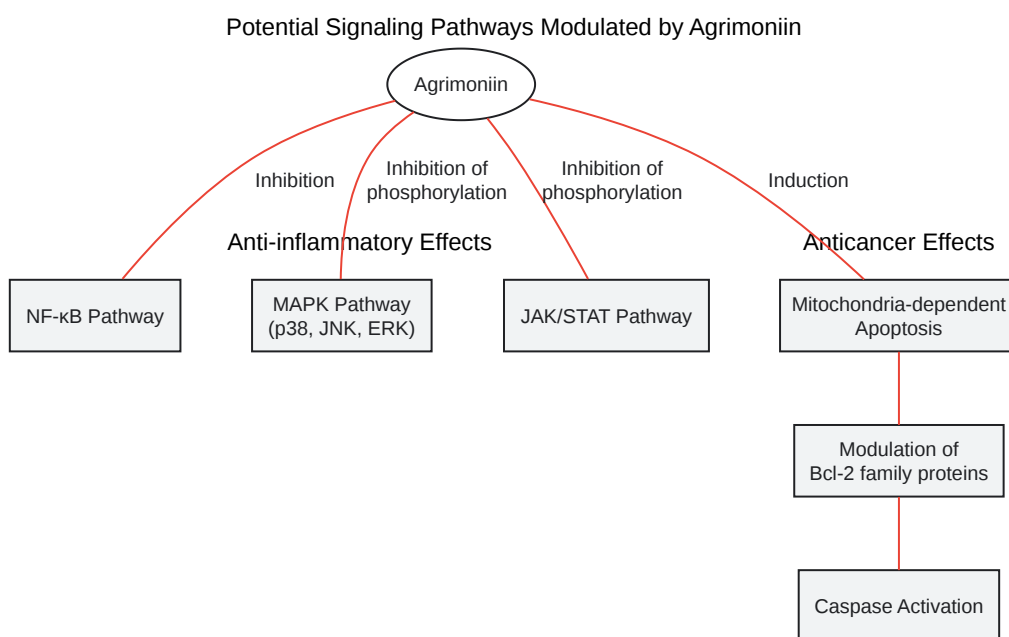 Potential Signaling Pathways Modulated by Agrimoniin
Agrimoniin
Inhibition
Inhibition of
phosphorylation
Inhibition of
phosphorylation
Induction
Anti-inflammatory Effects
Anticancer Effects
NF-κB Pathway
MAPK Pathway
(p38, JNK, ERK)
JAK/STAT Pathway
Mitochondria-dependent
Apoptosis
Modulation of
Bcl-2 family proteins
Caspase Activation